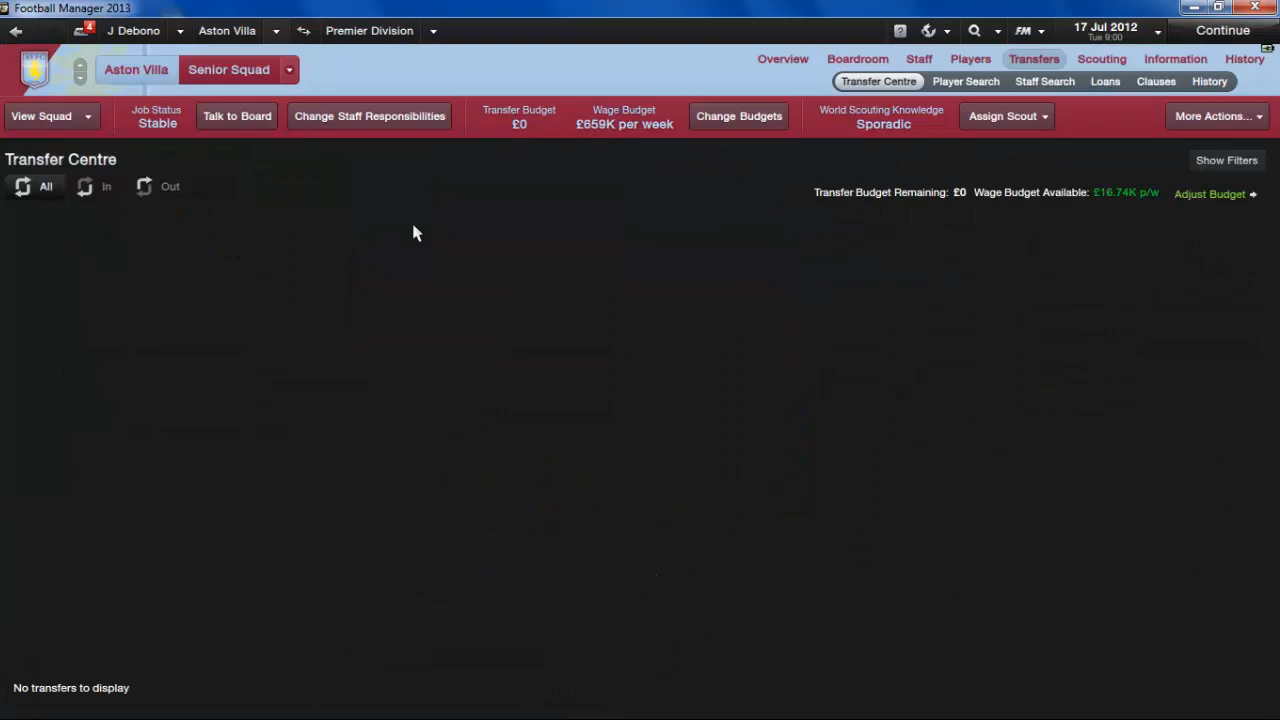 Football Manager 2013
4 J Debono Aston Villa Premier Division FM 17 Jul 2012 Continue
Tue 9:00
Aston Villa Senior Squad Overview Boardroom Staff Players Transfers Scouting Information History
Transfer Centre Player Search Staff Search Loans Clauses History
View Squad Job Status Talk to Board Change Staff Responsibilities Transfer Budget Wage Budget Change Budgets World Scouting Knowledge Assign Scout More Actions...
Stable £0 £659K per week Sporadic
Transfer Centre Show Filters
All In Out
Transfer Budget Remaining: £0 Wage Budget Available: £16.74K p/w Adjust Budget
No transfers to display